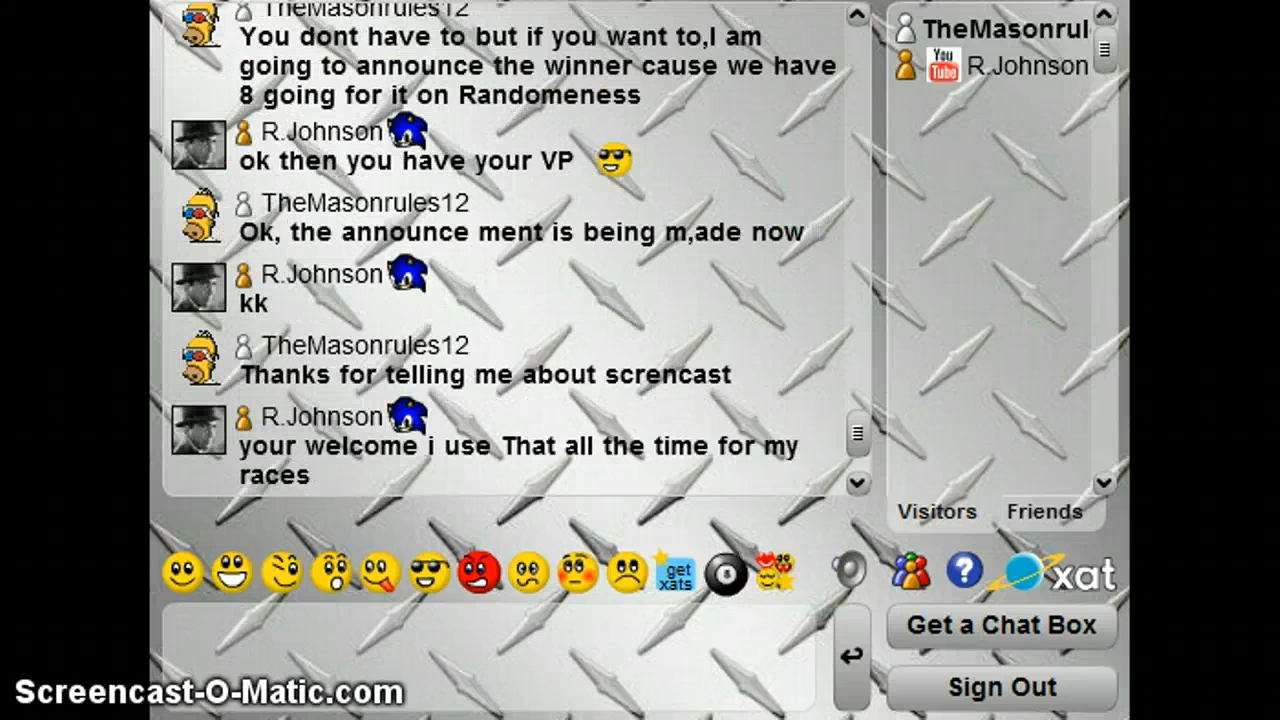 TheMasonrules12
You dont have to but if you want to,I am
going to announce the winner cause we have
8 going for it on Randomeness
R.Johnson
ok then you have your VP
TheMasonrules12
Ok, the announce ment is being m,ade now
R.Johnson
kk
TheMasonrules12
Thanks for telling me about screncast
R.Johnson
your welcome i use That all the time for my
races
TheMasonrul
You
Tube
R.Johnson
Visitors
Friends
get
xats
8
?
xat
Get a Chat Box
Sign Out
Screencast-O-Matic.com